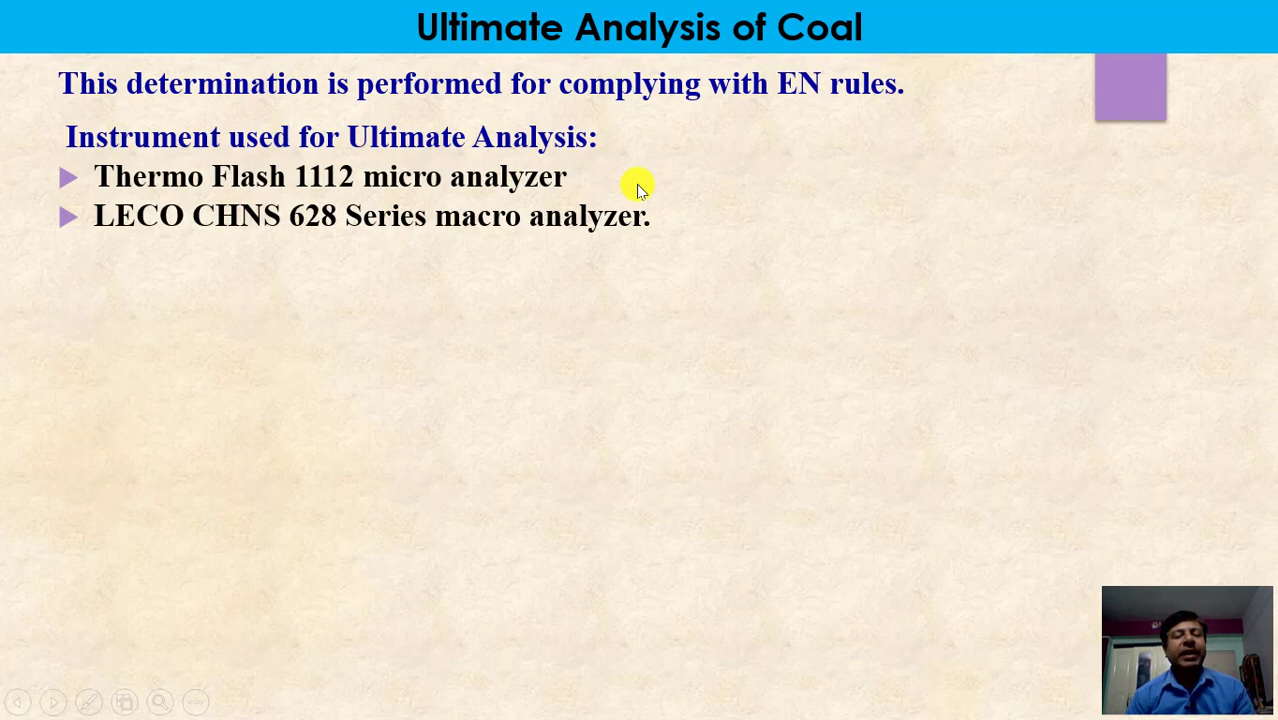 Ultimate Analysis of Coal
This determination is performed for complying with EN rules.
Instrument used for Ultimate Analysis:
Thermo Flash 1112 micro analyzer
LECO CHNS 628 Series macro analyzer.